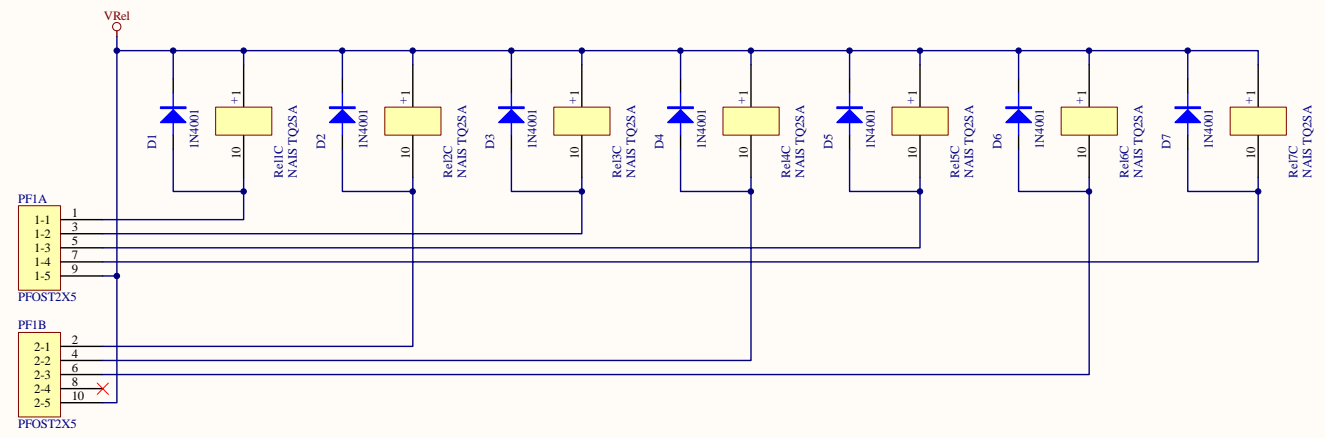 VRel
D1
1N4001
+ 1
10
Rel1C
NAIS TQ2SA
D2
1N4001
+ 1
10
Rel2C
NAIS TQ2SA
D3
1N4001
+ 1
10
Rel3C
NAIS TQ2SA
D4
1N4001
+ 1
10
Rel4C
NAIS TQ2SA
D5
1N4001
+ 1
10
Rel5C
NAIS TQ2SA
D6
1N4001
+ 1
10
Rel6C
NAIS TQ2SA
D7
1N4001
+ 1
10
Rel7C
NAIS TQ2SA
PF1A
1-1 1
1-2 3
1-3 5
1-4 7
1-5 9
PFOST2X5
PF1B
2-1 2
2-2 4
2-3 6
2-4 8
2-5 10
PFOST2X5